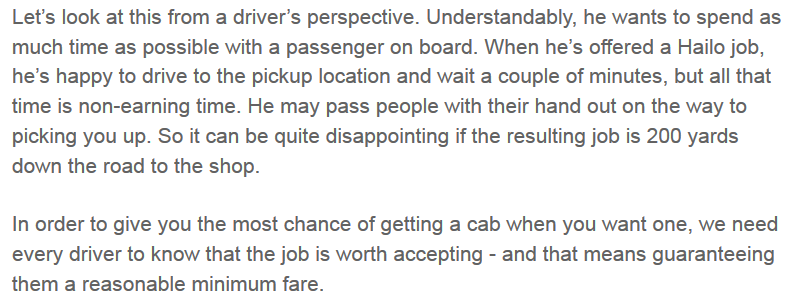 Let’s look at this from a driver’s perspective. Understandably, he wants to spend as
much time as possible with a passenger on board. When he’s offered a Hailo job,
he’s happy to drive to the pickup location and wait a couple of minutes, but all that
time is non-earning time. He may pass people with their hand out on the way to
picking you up. So it can be quite disappointing if the resulting job is 200 yards
down the road to the shop.
In order to give you the most chance of getting a cab when you want one, we need
every driver to know that the job is worth accepting - and that means guaranteeing
them a reasonable minimum fare.